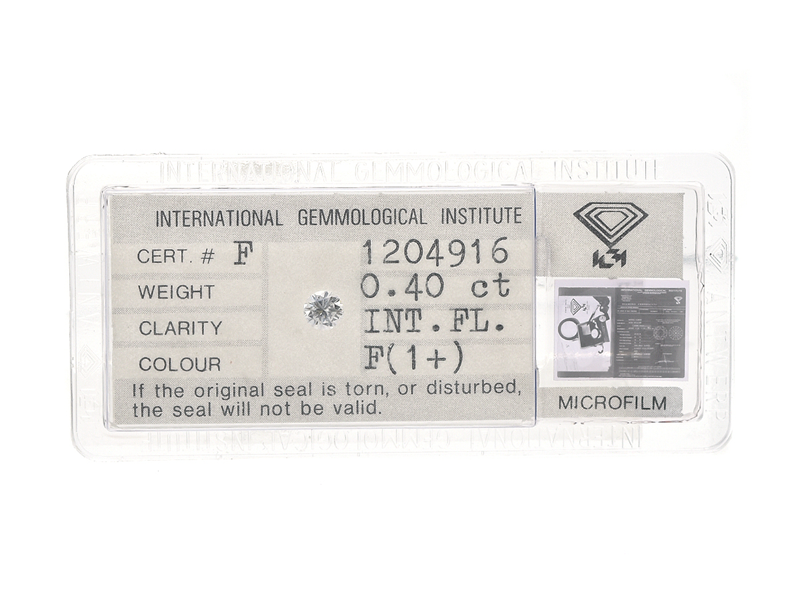 INTERNATIONAL GEMMOLOGICAL INSTITUT
INTERNATIONAL GEMMOLOGICAL INSTITUTE
CERT. # F 1204916
WEIGHT 0.40 ct
CLARITY INT.FL.
COLOUR F(1+)
If the original seal is torn, or disturbed,
the seal will not be valid.
IGI
MICROFILM